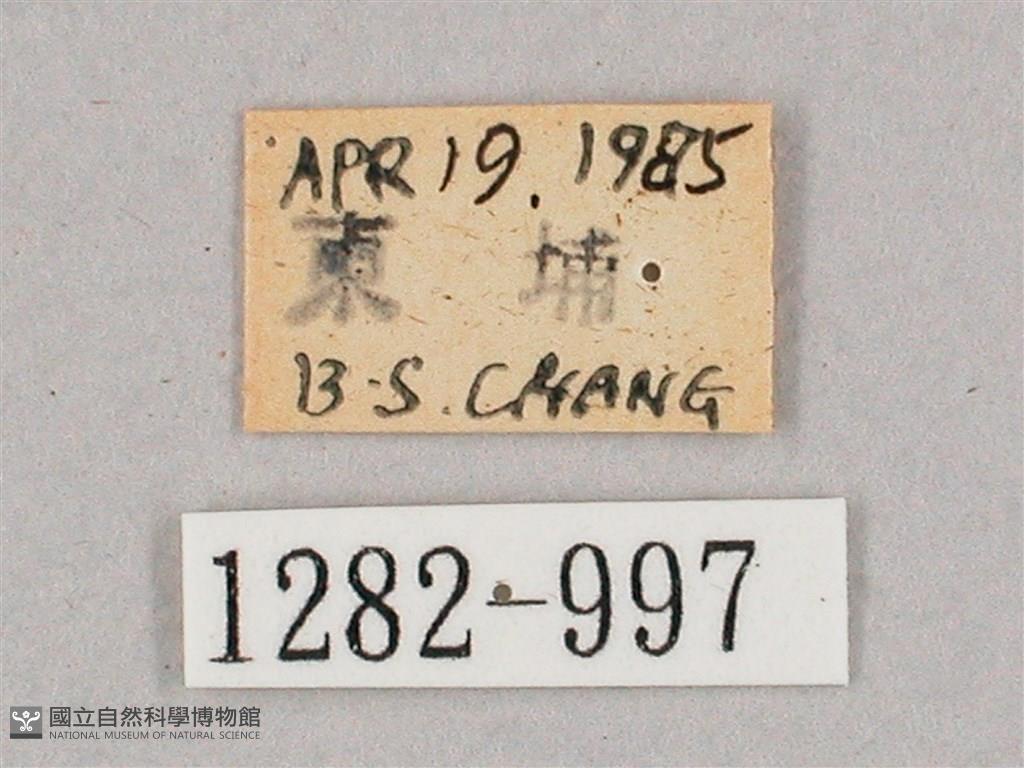 APR 19. 1985
東 埔
B.S. CHANG
1282-997
國立自然科學博物館
NATIONAL MUSEUM OF NATURAL SCIENCE